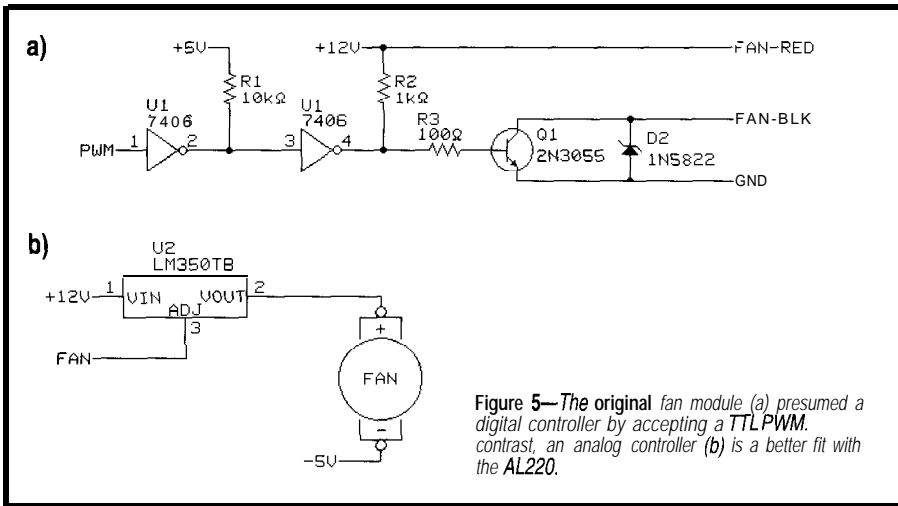 a)
+5V
+12V
FAN-RED
R1
10kΩ
R2
1kΩ
U1
7406
U1
7406
R3
100Ω
FAN-BLK
PWM
1
2
3
4
Q1
2N3055
D2
1N5822
GND
b)
U2
LM350TB
+12V
1
VIN
VOUT
2
ADJ
3
FAN
+
FAN
-
-5V
Figure 5—The original fan module (a) presumed a
digital controller by accepting a TTL PWM.
contrast, an analog controller (b) is a better fit with
the AL220.